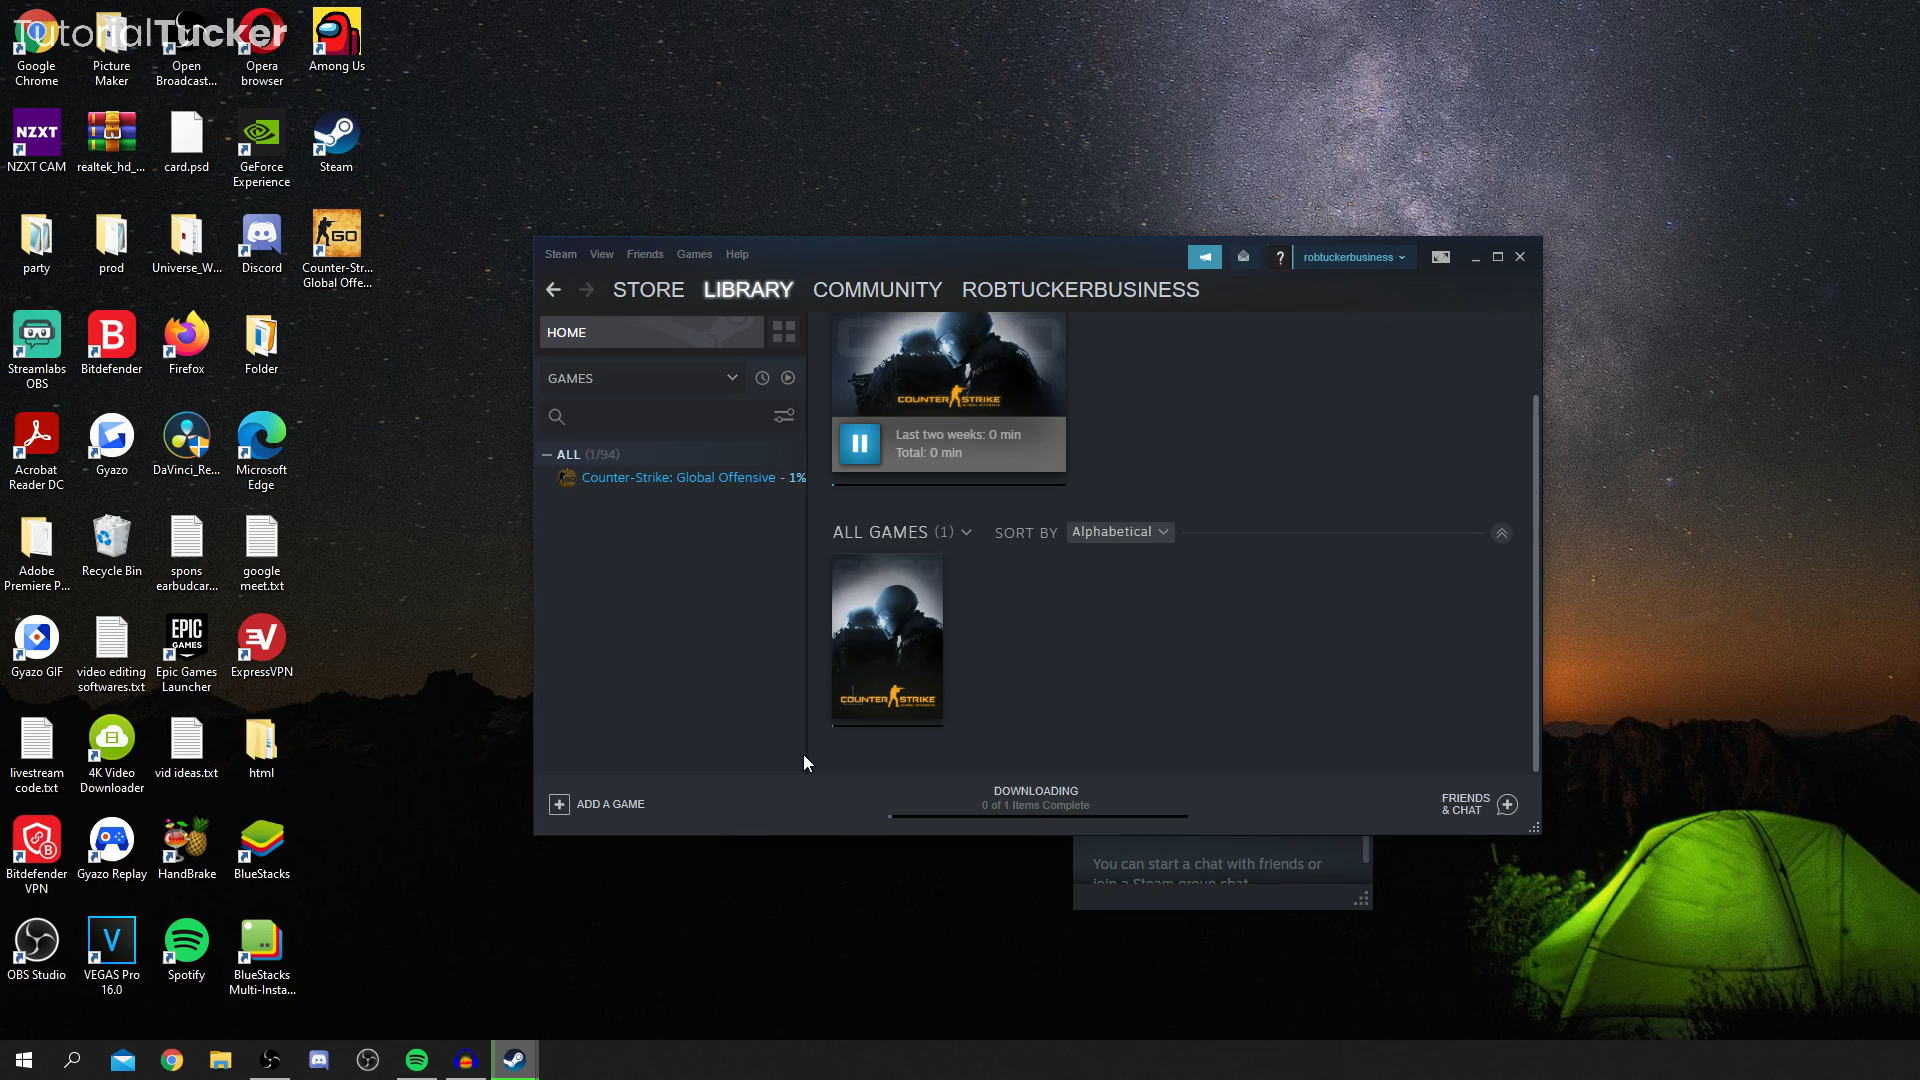 TutorialTucker
Google
Chrome
Picture
Maker
Open
Broadcast...
Opera
browser
Among Us
NZXT
NZXT CAM
realtek_hd_...
card.psd
GeForce
Experience
Steam
party
prod
Universe_W...
Discord
GO
Counter-Str...
Global Offe...
Streamlabs
OBS
Bitdefender
Firefox
Folder
Acrobat
Reader DC
Gyazo
DaVinci_Re...
Microsoft
Edge
Adobe
Premiere P...
Recycle Bin
spons
earbudcar...
google
meet.txt
Gyazo GIF
video editing
softwares.txt
EPIC
GAMES
Epic Games
Launcher
ExpressVPN
livestream
code.txt
4K Video
Downloader
vid ideas.txt
html
Bitdefender
VPN
Gyazo Replay
HandBrake
BlueStacks
OBS Studio
V
VEGAS Pro
16.0
Spotify
BlueStacks
Multi-Insta...
Steam View Friends Games Help
? robtuckerbusiness
STORE LIBRARY COMMUNITY ROBTUCKERBUSINESS
HOME
GAMES
ALL (1/94)
Counter-Strike: Global Offensive - 1%
COUNTER STRIKE
Last two weeks: 0 min
Total: 0 min
ALL GAMES (1) SORT BY Alphabetical
COUNTER STRIKE
ADD A GAME
DOWNLOADING
0 of 1 Items Complete
FRIENDS
& CHAT
You can start a chat with friends or
join a Steam group chat